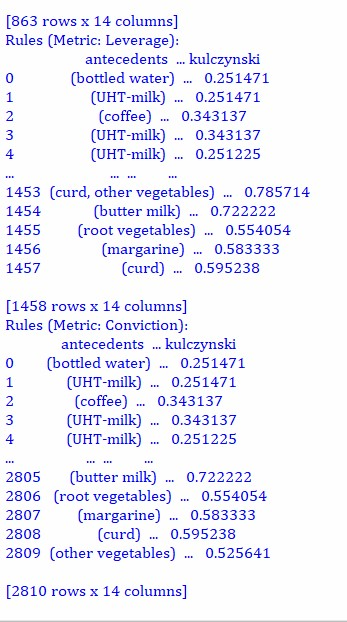 [863 rows x 14 columns]
Rules (Metric: Leverage):
antecedents ... kulczynski
0 (bottled water) ... 0.251471
1 (UHT-milk) ... 0.251471
2 (coffee) ... 0.343137
3 (UHT-milk) ... 0.343137
4 (UHT-milk) ... 0.251225
... ... ... ...
1453 (curd, other vegetables) ... 0.785714
1454 (butter milk) ... 0.722222
1455 (root vegetables) ... 0.554054
1456 (margarine) ... 0.583333
1457 (curd) ... 0.595238
[1458 rows x 14 columns]
Rules (Metric: Conviction):
antecedents ... kulczynski
0 (bottled water) ... 0.251471
1 (UHT-milk) ... 0.251471
2 (coffee) ... 0.343137
3 (UHT-milk) ... 0.343137
4 (UHT-milk) ... 0.251225
... ... ... ...
2805 (butter milk) ... 0.722222
2806 (root vegetables) ... 0.554054
2807 (margarine) ... 0.583333
2808 (curd) ... 0.595238
2809 (other vegetables) ... 0.525641
[2810 rows x 14 columns]